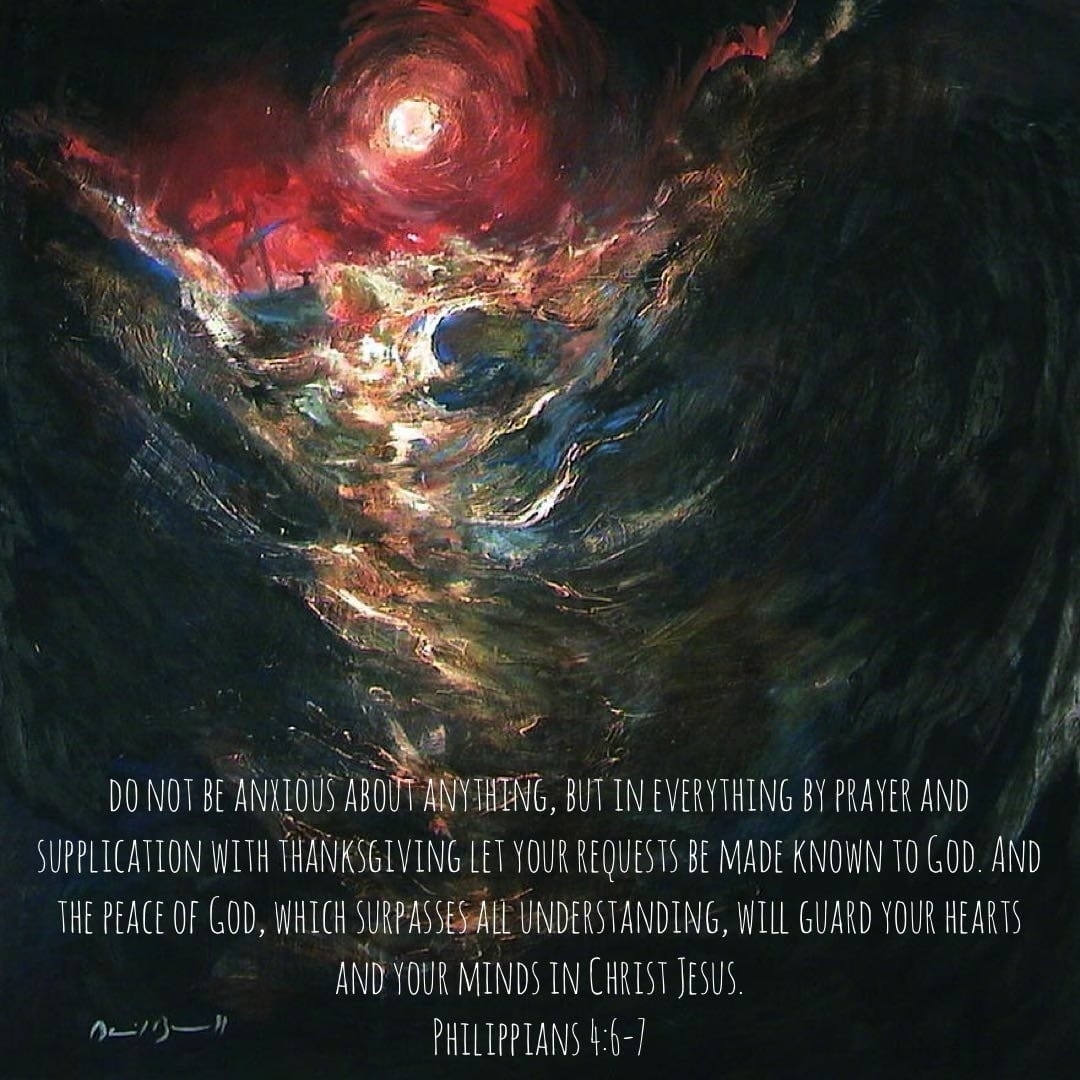 do not be anxious about anything, but in everything by prayer and
supplication with thanksgiving let your requests be made known to God. And
the peace of God, which surpasses all understanding, will guard your hearts
and your minds in Christ Jesus.
Philippians 4:6-7